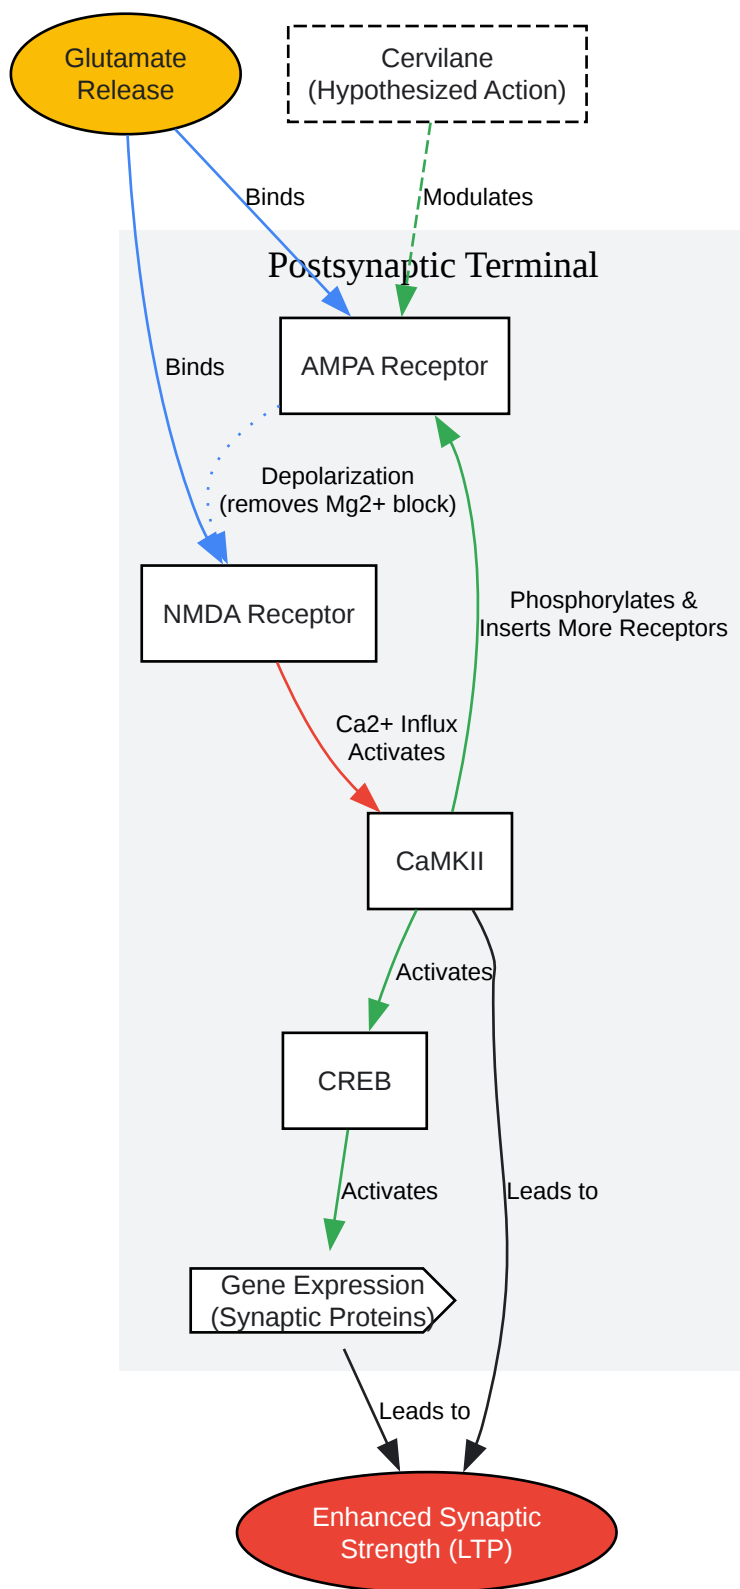 Glutamate
Release
Cervilane
(Hypothesized Action)
Binds
Modulates
Postsynaptic Terminal
AMPA Receptor
Binds
Depolarization
(removes Mg2+ block)
NMDA Receptor
Phosphorylates &
Inserts More Receptors
Ca2+ Influx
Activates
CaMKII
Activates
CREB
Activates
Leads to
Gene Expression
(Synaptic Proteins)
Leads to
Enhanced Synaptic
Strength (LTP)